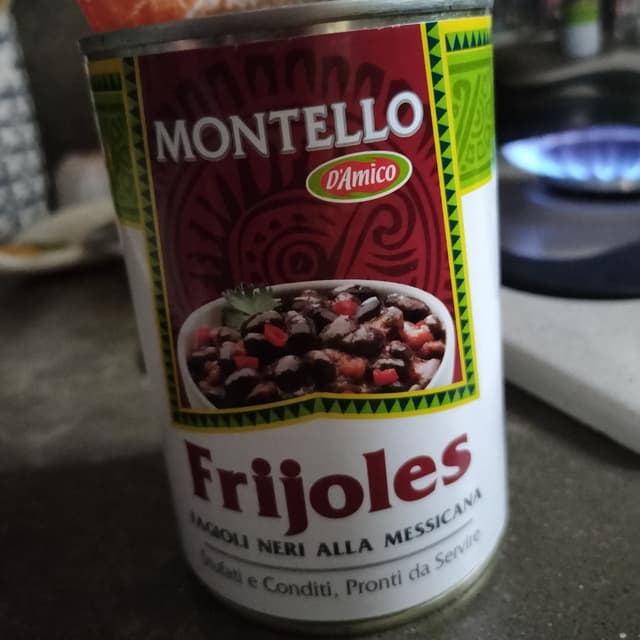 MONTELLO
D'Amico
Frijoles
FAGIOLI NERI ALLA MESSICANA
Stufati e Conditi, Pronti da Servire